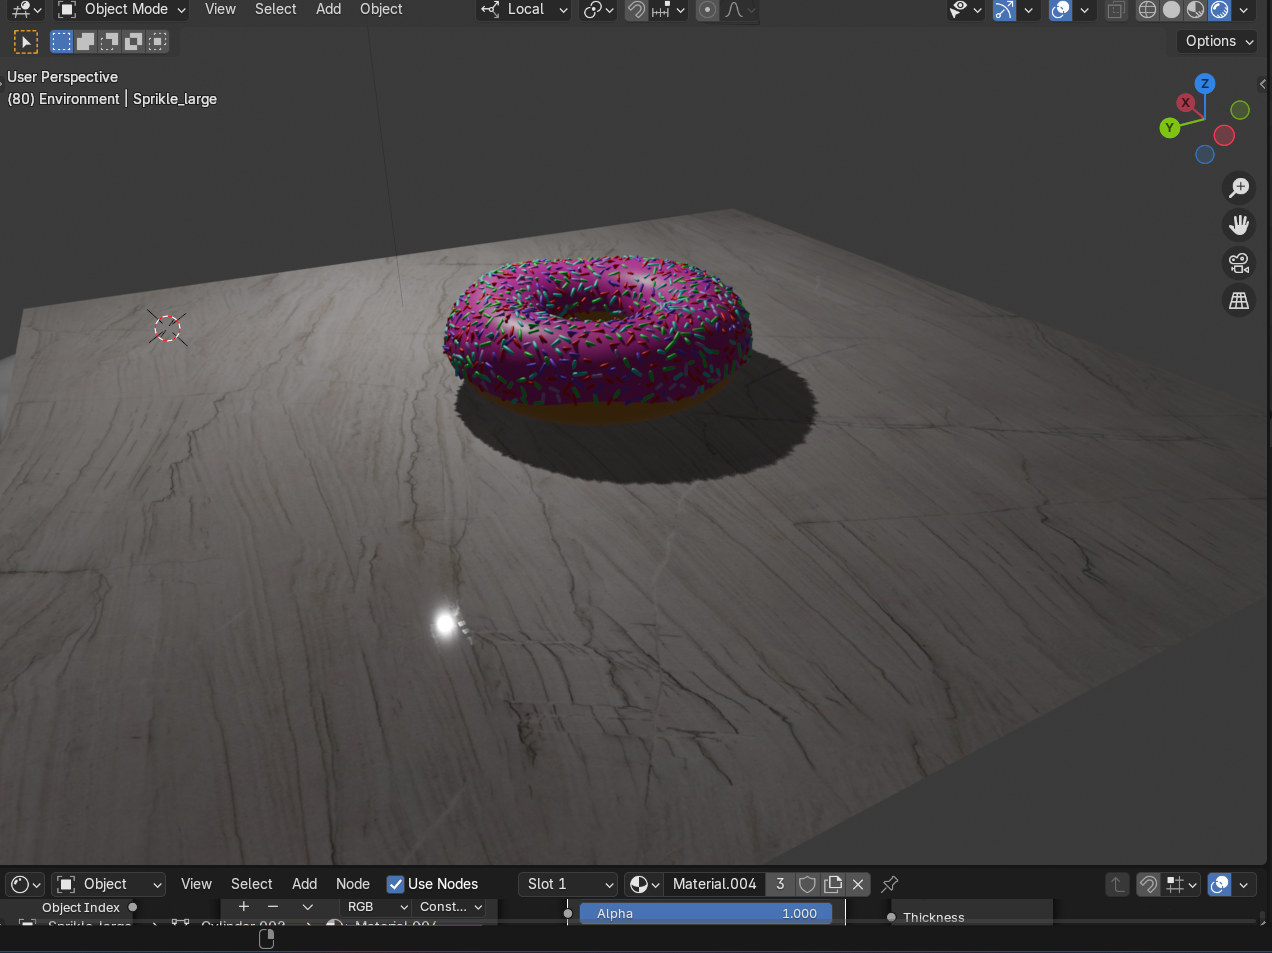 Object Mode View Select Add Object Local
Options
User Perspective
(80) Environment | Sprikle_large
Z
X
Y
Object View Select Add Node Use Nodes Slot 1 Material.004 3
Object Index + − RGB Const... Alpha 1.000
Thickness
Sprikle_large Cylinder.003 Material.004